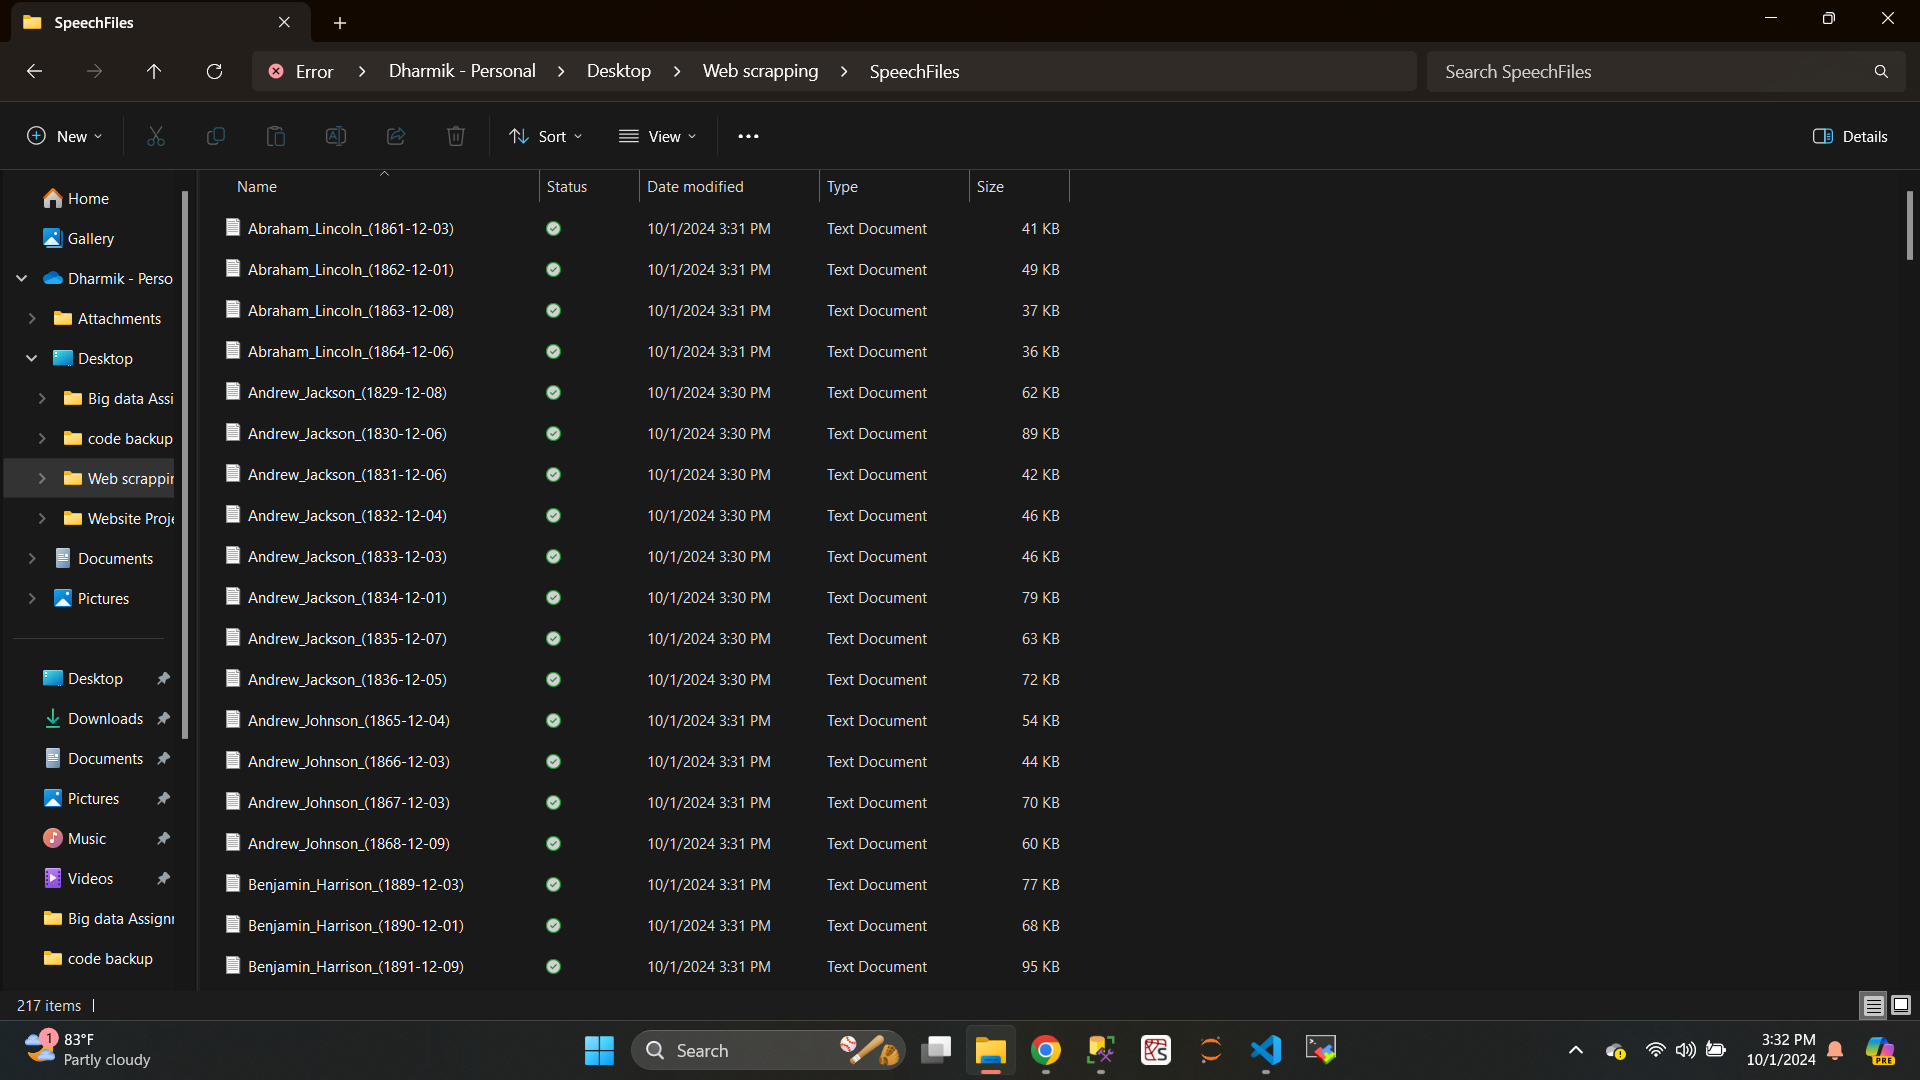 SpeechFiles
Error > Dharmik - Personal > Desktop > Web scrapping > SpeechFiles
Search SpeechFiles
New
Sort
View
Details
Name Status Date modified Type Size
Home
Gallery
Dharmik - Perso
Attachments
Desktop
Big data Assi
code backup
Web scrappin
Website Proje
Documents
Pictures
Desktop
Downloads
Documents
Pictures
Music
Videos
Big data Assignr
code backup
Abraham_Lincoln_(1861-12-03) 10/1/2024 3:31 PM Text Document 41 KB
Abraham_Lincoln_(1862-12-01) 10/1/2024 3:31 PM Text Document 49 KB
Abraham_Lincoln_(1863-12-08) 10/1/2024 3:31 PM Text Document 37 KB
Abraham_Lincoln_(1864-12-06) 10/1/2024 3:31 PM Text Document 36 KB
Andrew_Jackson_(1829-12-08) 10/1/2024 3:30 PM Text Document 62 KB
Andrew_Jackson_(1830-12-06) 10/1/2024 3:30 PM Text Document 89 KB
Andrew_Jackson_(1831-12-06) 10/1/2024 3:30 PM Text Document 42 KB
Andrew_Jackson_(1832-12-04) 10/1/2024 3:30 PM Text Document 46 KB
Andrew_Jackson_(1833-12-03) 10/1/2024 3:30 PM Text Document 46 KB
Andrew_Jackson_(1834-12-01) 10/1/2024 3:30 PM Text Document 79 KB
Andrew_Jackson_(1835-12-07) 10/1/2024 3:30 PM Text Document 63 KB
Andrew_Jackson_(1836-12-05) 10/1/2024 3:30 PM Text Document 72 KB
Andrew_Johnson_(1865-12-04) 10/1/2024 3:31 PM Text Document 54 KB
Andrew_Johnson_(1866-12-03) 10/1/2024 3:31 PM Text Document 44 KB
Andrew_Johnson_(1867-12-03) 10/1/2024 3:31 PM Text Document 70 KB
Andrew_Johnson_(1868-12-09) 10/1/2024 3:31 PM Text Document 60 KB
Benjamin_Harrison_(1889-12-03) 10/1/2024 3:31 PM Text Document 77 KB
Benjamin_Harrison_(1890-12-01) 10/1/2024 3:31 PM Text Document 68 KB
Benjamin_Harrison_(1891-12-09) 10/1/2024 3:31 PM Text Document 95 KB
217 items
1
83°F
Partly cloudy
Search
3:32 PM
10/1/2024
PRE